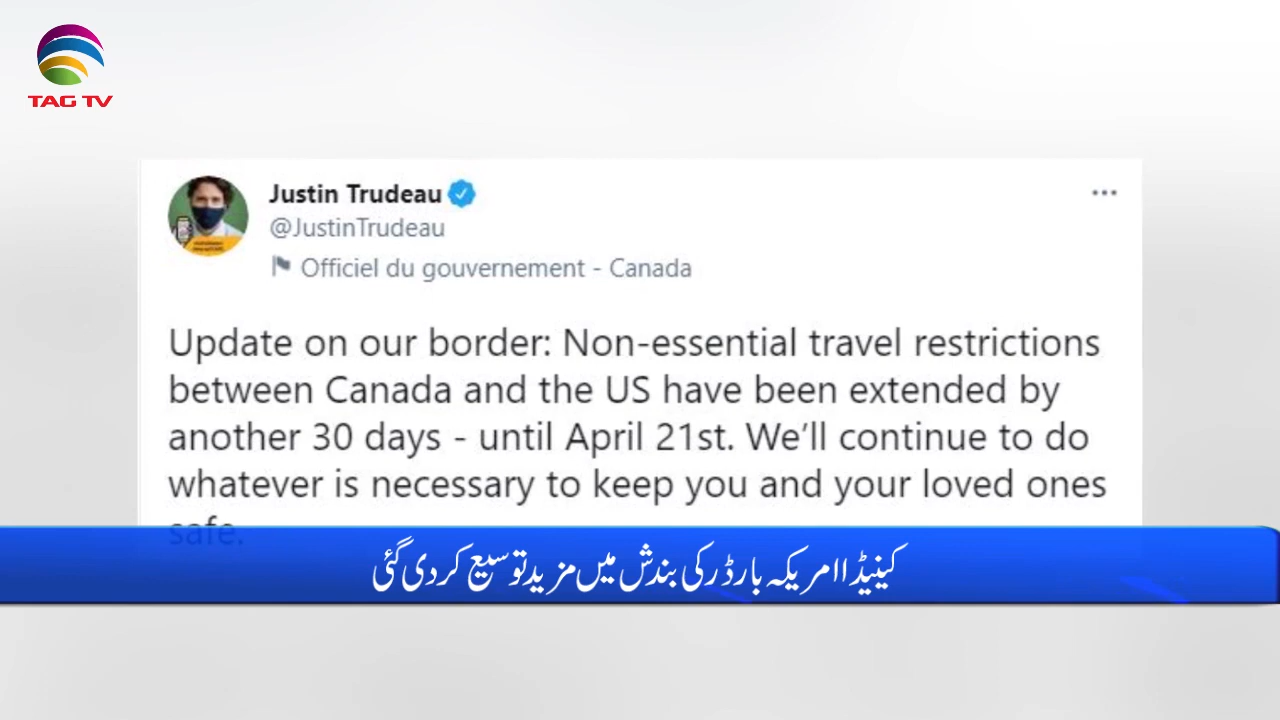 TAG TV
Justin Trudeau
@JustinTrudeau
Officiel du gouvernement - Canada
Update on our border: Non-essential travel restrictions
between Canada and the US have been extended by
another 30 days - until April 21st. We'll continue to do
whatever is necessary to keep you and your loved ones
safe.
کینیڈا امریکہ بارڈر کی بندش میں مزید توسیع کر دی گئی